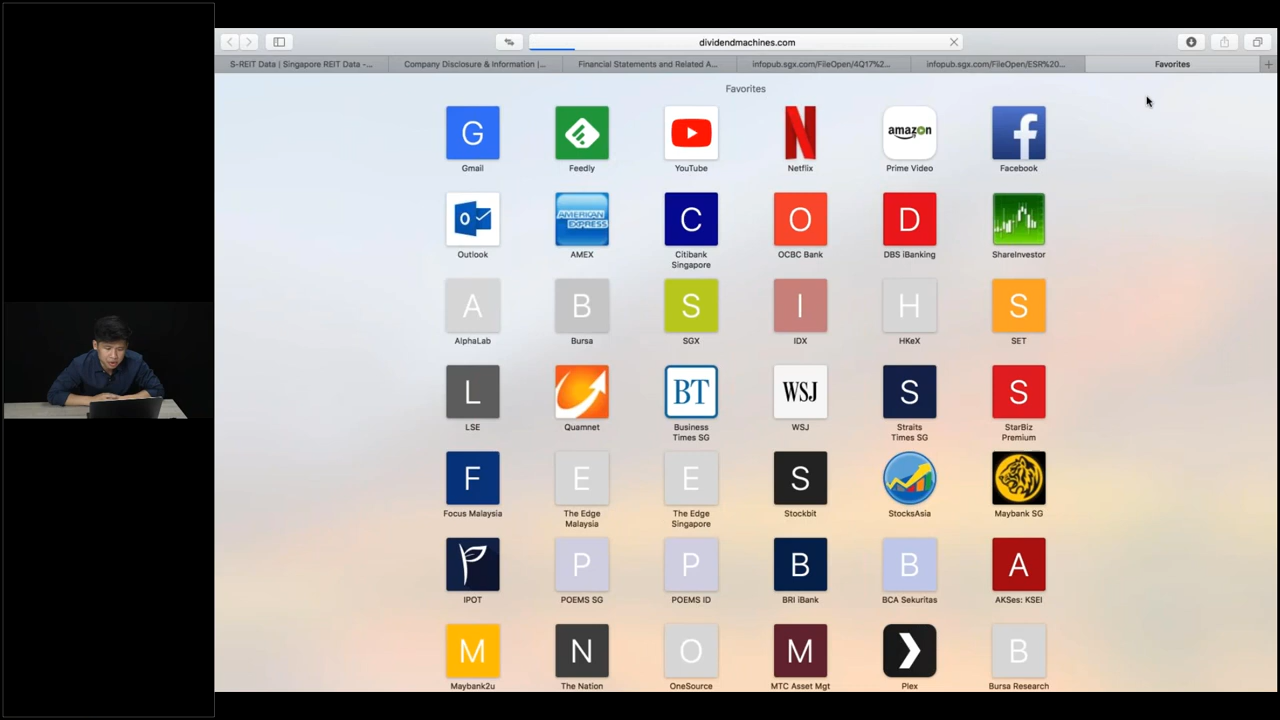 dividendmachines.com
S-REIT Data | Singapore REIT Data -...
Company Disclosure & Information |...
Financial Statements and Related A...
infopub.sgx.com/FileOpen/4Q17%2...
infopub.sgx.com/FileOpen/ESR%20...
Favorites
Favorites
G
N
amazon
f
Gmail
Feedly
YouTube
Netflix
Prime Video
Facebook
O
AMERICAN EXPRESS
C
O
D
Outlook
AMEX
Citibank
Singapore
OCBC Bank
DBS iBanking
ShareInvestor
A
B
S
I
H
S
AlphaLab
Bursa
SGX
IDX
HKeX
SET
L
BT
WSJ
S
S
LSE
Quamnet
Business
Times SG
WSJ
Straits
Times SG
StarBiz
Premium
F
E
E
S
Focus Malaysia
The Edge
Malaysia
The Edge
Singapore
Stockbit
StocksAsia
Maybank SG
P
P
B
B
A
IPOT
POEMS SG
POEMS ID
BRI iBank
BCA Sekuritas
AKSes: KSEI
M
N
O
M
B
Maybank2u
The Nation
OneSource
MTC Asset Mgt
Plex
Bursa Research